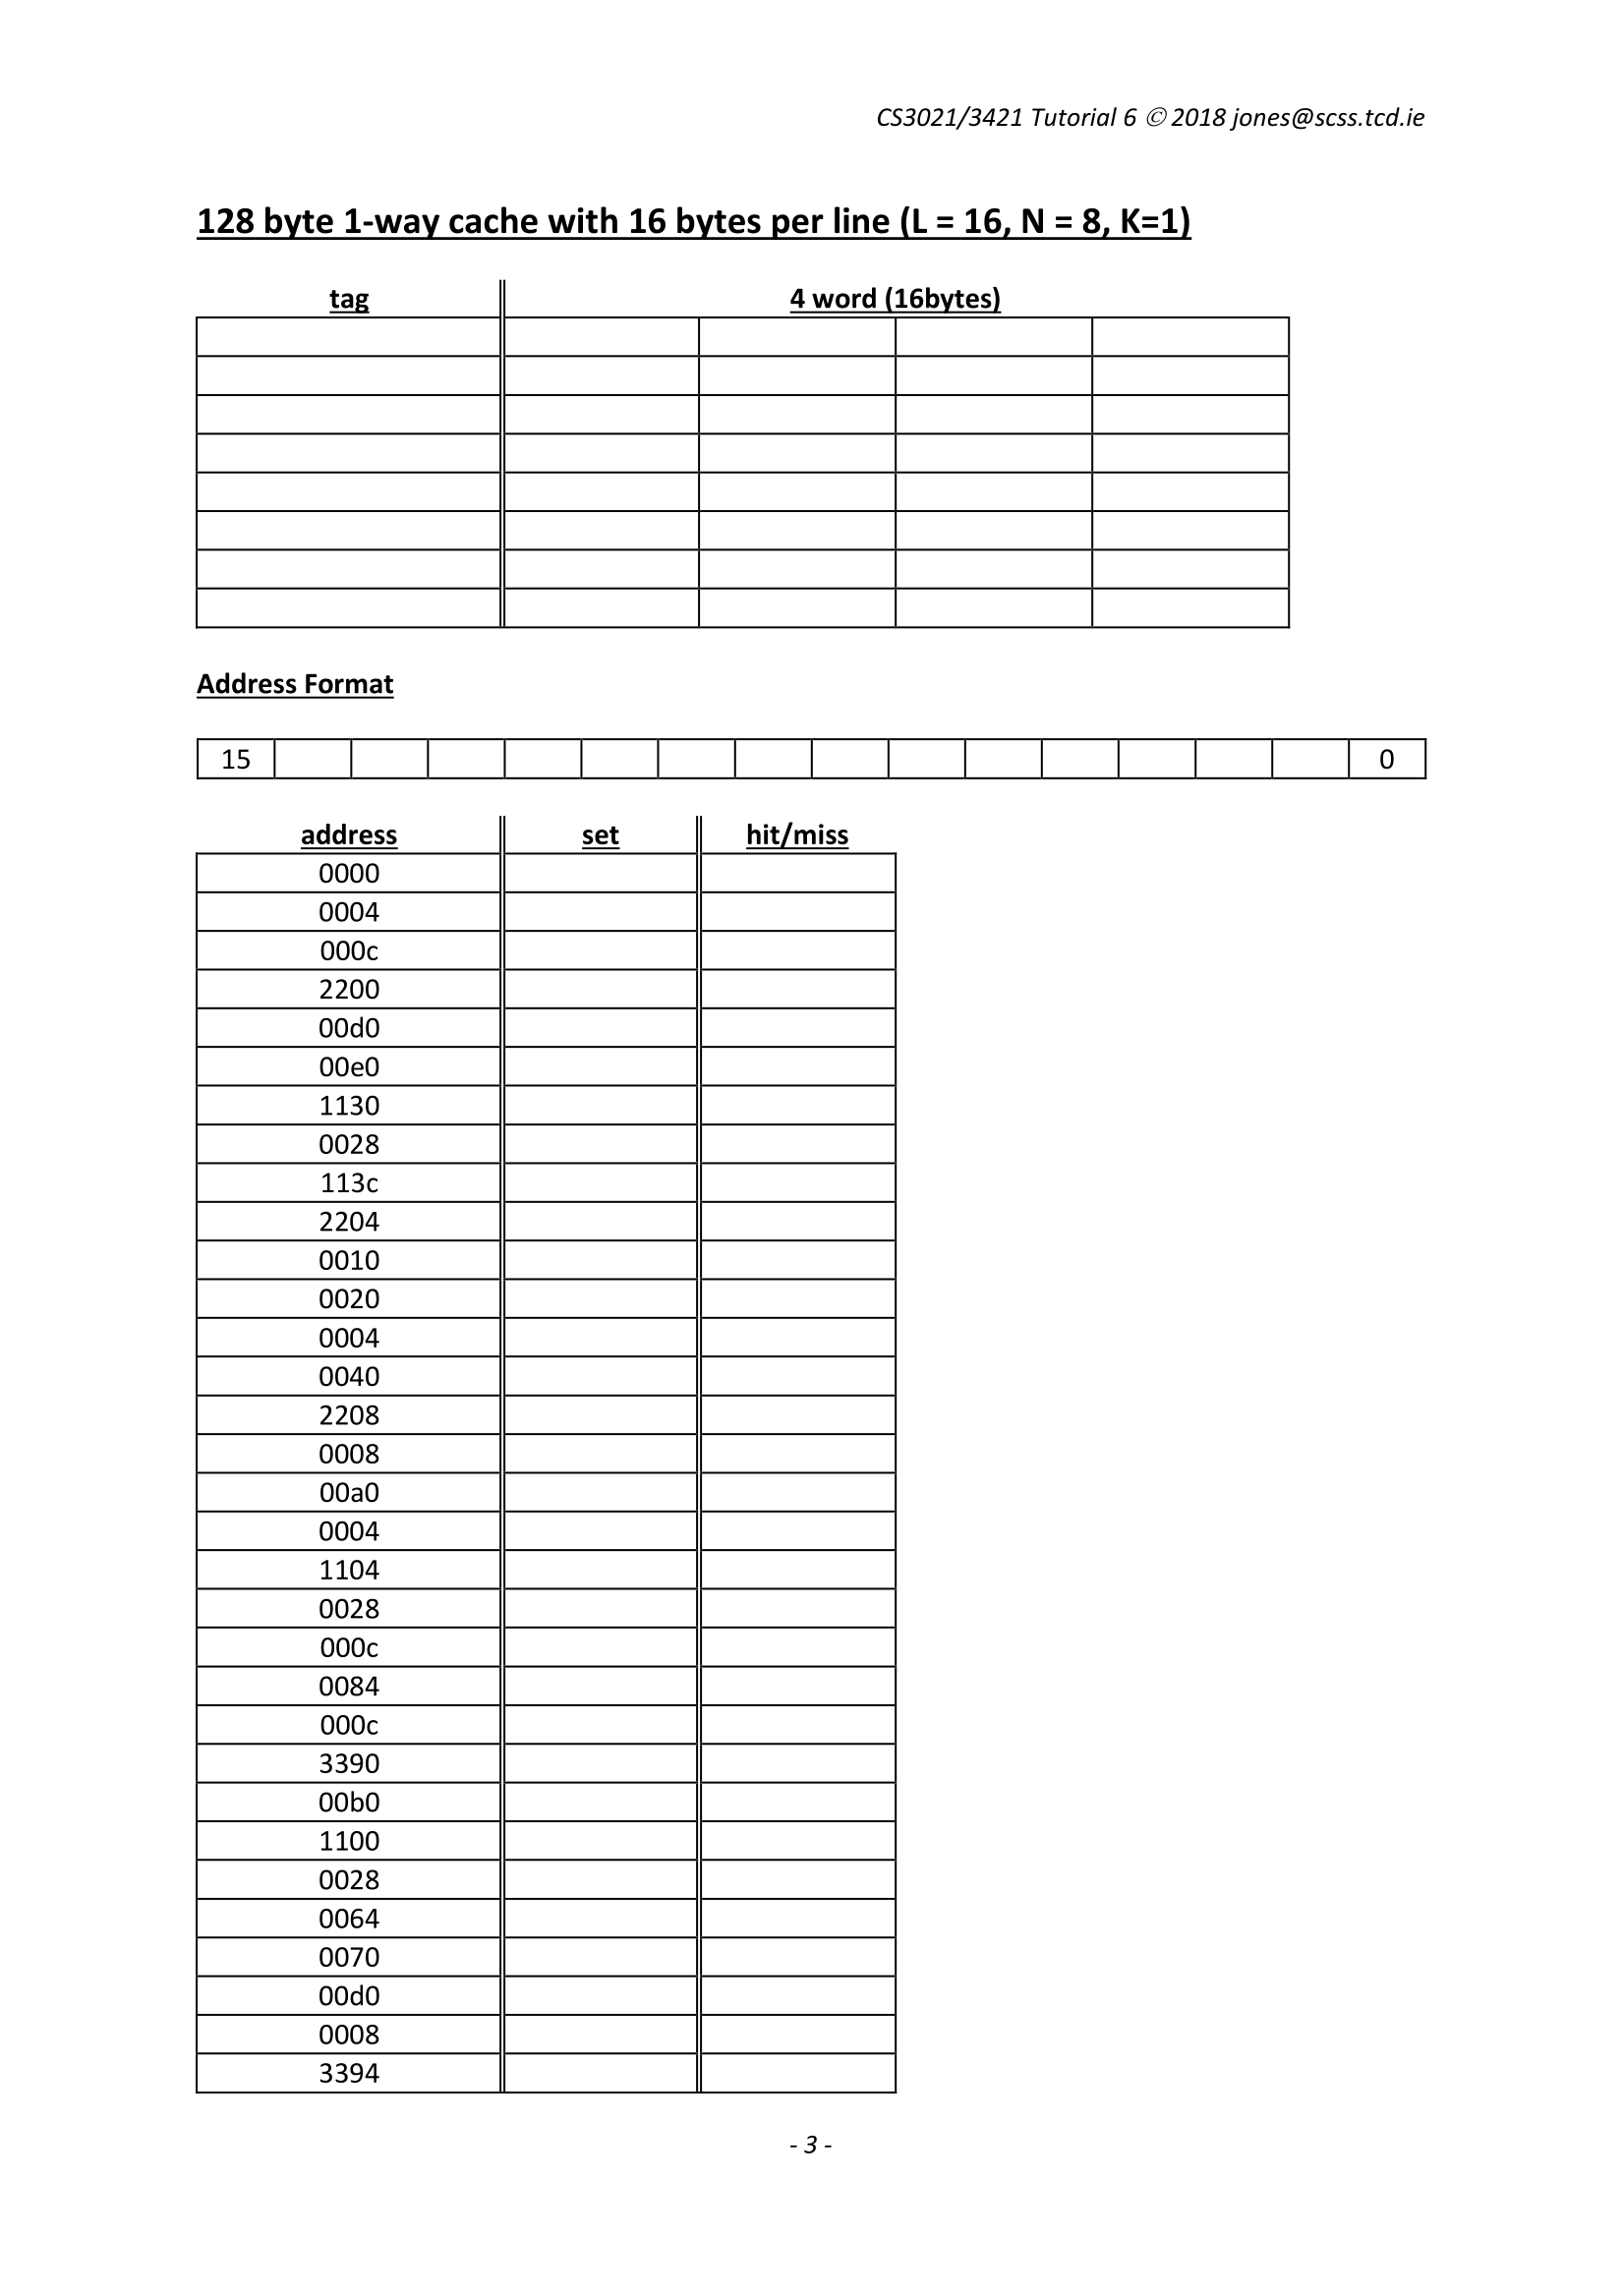 CS3021/3421 Tutorial 6 © 2018 jones@scss.tcd.ie
128 byte 1-way cache with 16 bytes per line (L = 16, N = 8, K=1)
tag 4 word (16bytes)
Address Format
15 0
address set hit/miss
0000
0004
000c
2200
00d0
00e0
1130
0028
113c
2204
0010
0020
0004
0040
2208
0008
00a0
0004
1104
0028
000c
0084
000c
3390
00b0
1100
0028
0064
0070
00d0
0008
3394
- 3 -